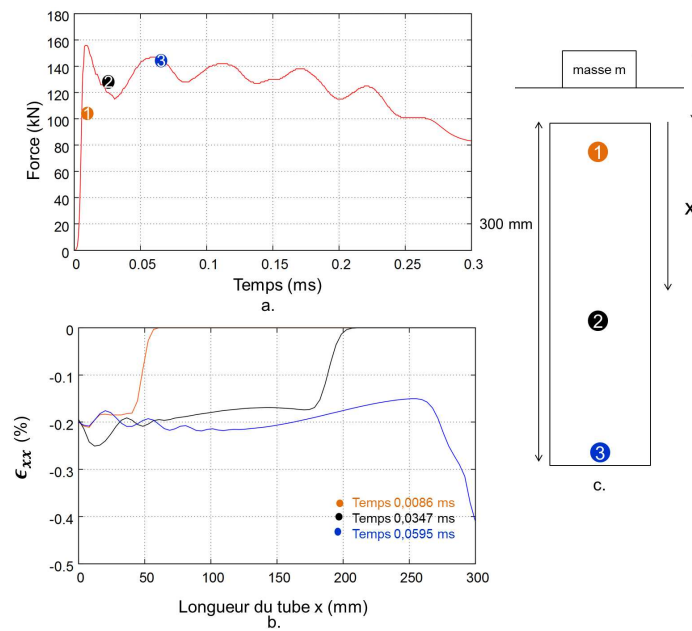 180
160
140
120
100
80
60
40
20
0
Force (kN)
1
2
3
0 0.05 0.1 0.15 0.2 0.25 0.3
Temps (ms)
a.
0
-0.1
-0.2
-0.3
-0.4
-0.5
ϵxx (%)
Temps 0,0086 ms
Temps 0,0347 ms
Temps 0,0595 ms
0 50 100 150 200 250 300
Longueur du tube x (mm)
b.
masse m
1
300 mm
x
2
3
c.